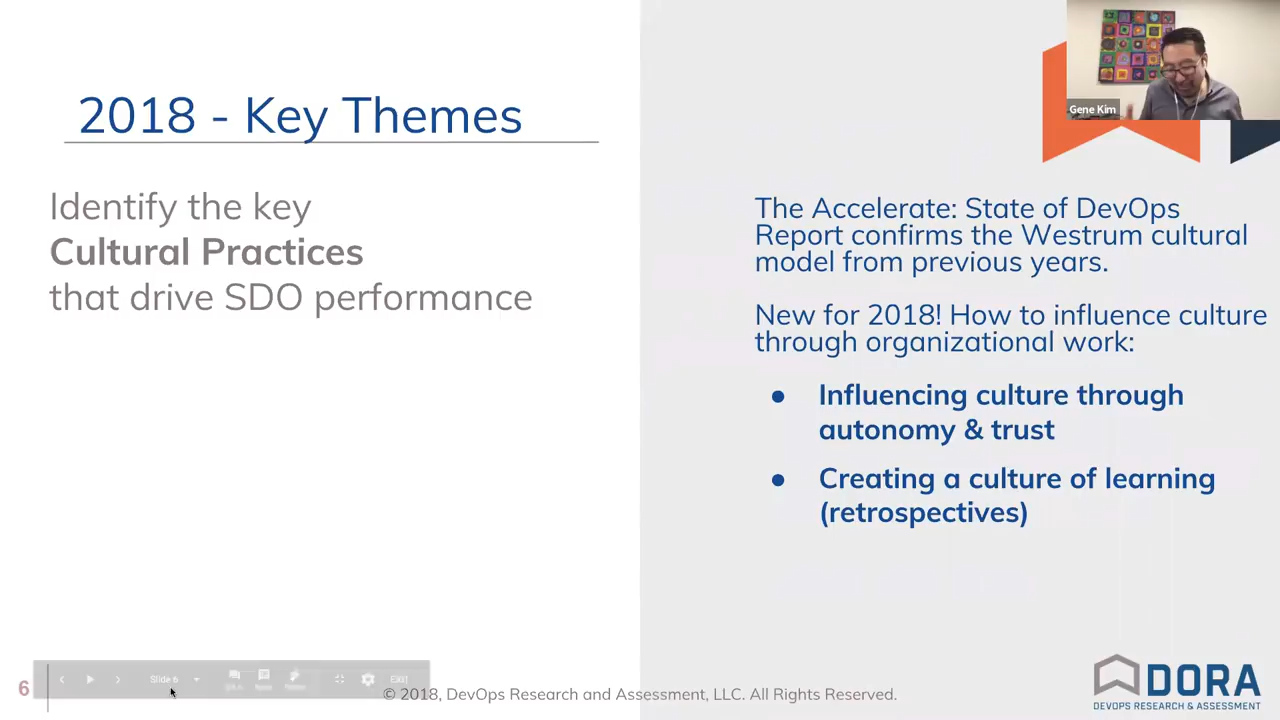 2018 - Key Themes
Identify the key
Cultural Practices
that drive SDO performance
Gene Kim
The Accelerate: State of DevOps
Report confirms the Westrum cultural
model from previous years.
New for 2018! How to influence culture
through organizational work:
● Influencing culture through
autonomy & trust
● Creating a culture of learning
(retrospectives)
6
Slide 6
Exit
© 2018, DevOps Research and Assessment, LLC. All Rights Reserved.
DORA
DEVOPS RESEARCH & ASSESSMENT